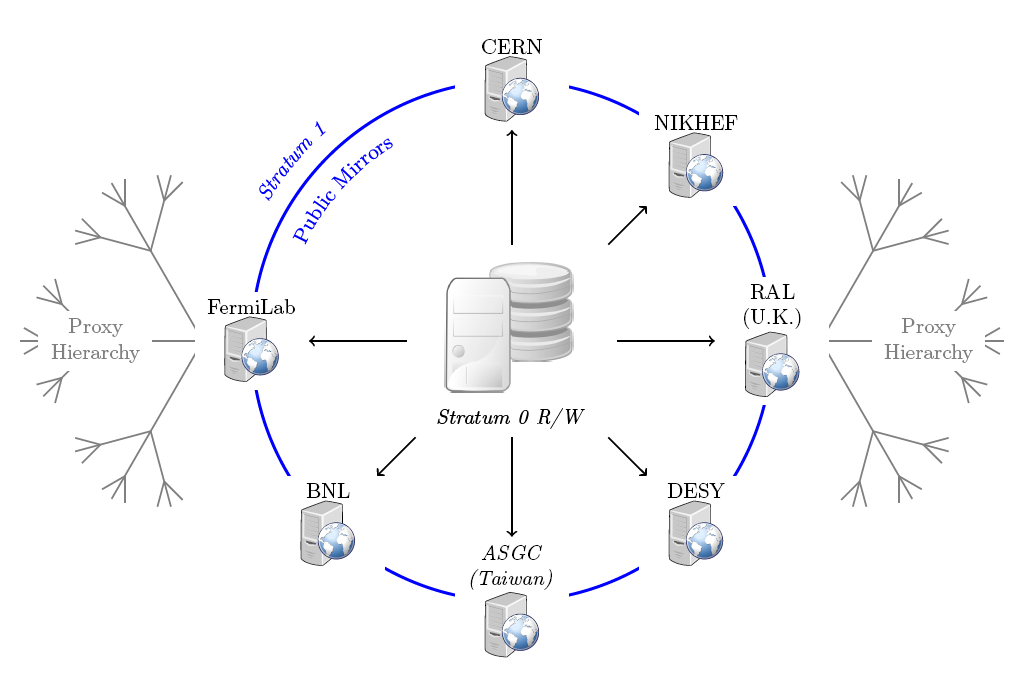 CERN
NIKHEF
Stratum 1
Public Mirrors
RAL
(U.K.)
FermiLab
Proxy
Hierarchy
Proxy
Hierarchy
Stratum 0 R/W
BNL
DESY
ASGC
(Taiwan)